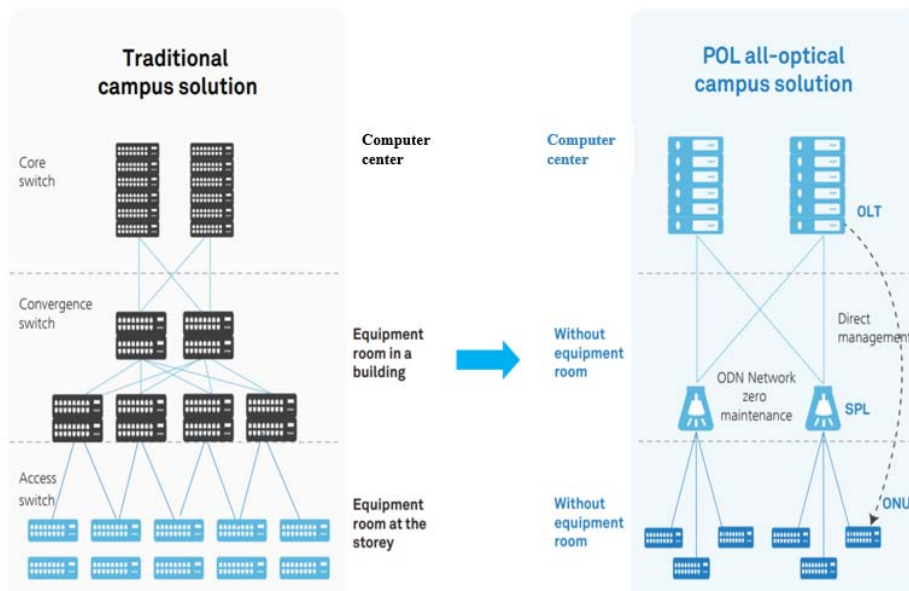 Traditional
campus solution
Core
switch
Computer
center
Convergence
switch
Equipment
room in a
building
Access
switch
Equipment
room at the
storey
POL all-optical
campus solution
Computer
center
OLT
Without
equipment
room
Direct
management
ODN Network
zero
maintenance
SPL
Without
equipment
room
ONU